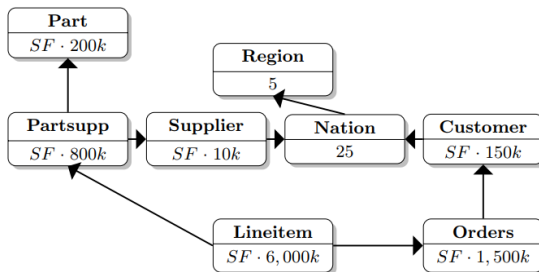 Part
SF · 200k
Region
5
Partsupp
SF · 800k
Supplier
SF · 10k
Nation
25
Customer
SF · 150k
Lineitem
SF · 6,000k
Orders
SF · 1,500k